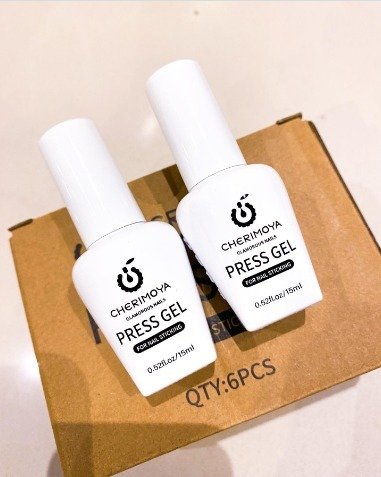 CHERIMOYA
GLAMOROUS NAILS
PRESS GEL
FOR NAIL STICKING
0.52fl.oz/15ml
CHERIMOYA
GLAMOROUS NAILS
PRESS GEL
FOR NAIL STICKING
0.52fl.oz/15ml
QTY:6PCS